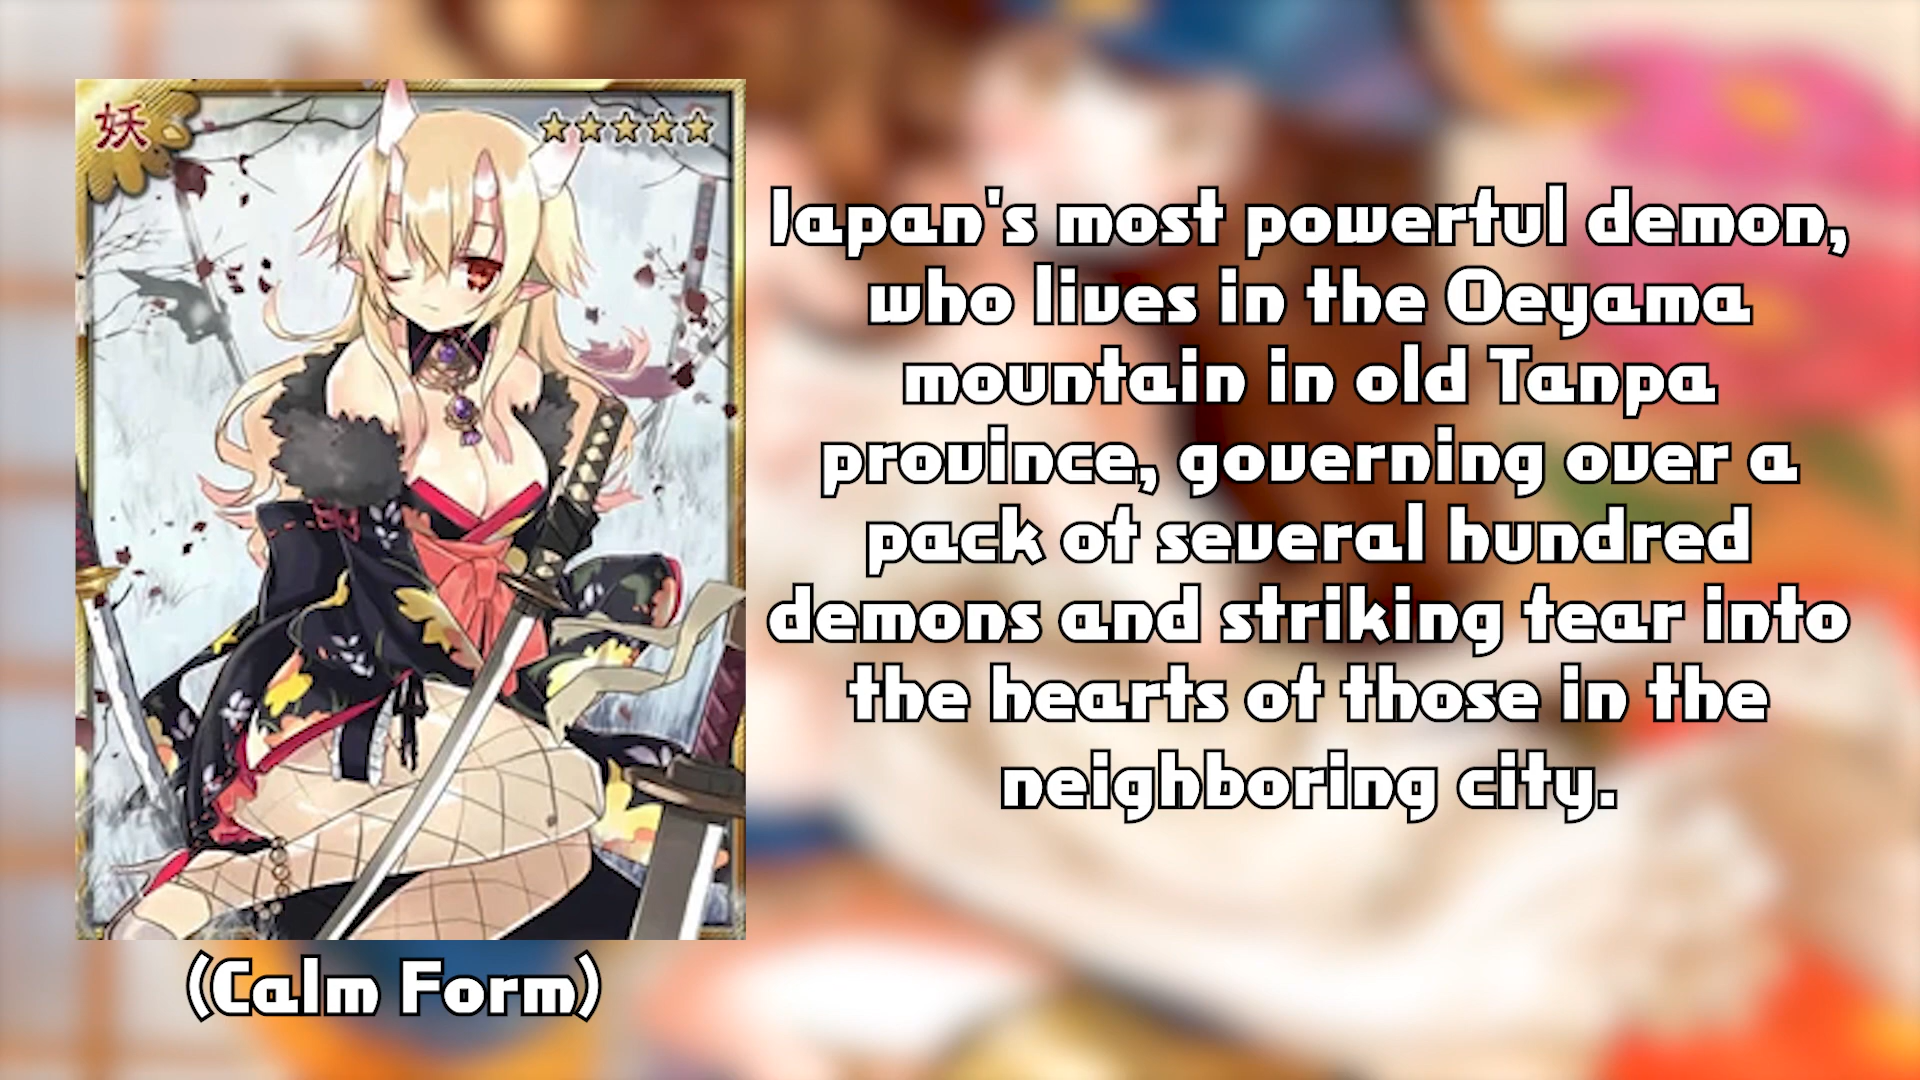 妖
☆☆☆☆☆
Japan's most powerful demon,
who lives in the Oeyama
mountain in old Tanpa
province, governing over a
pack of several hundred
demons and striking fear into
the hearts of those in the
neighboring city.
(Calm Form)